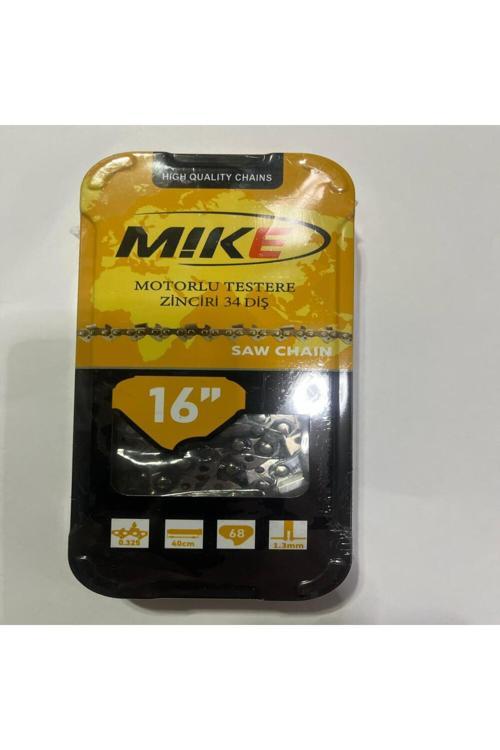 HIGH QUALITY CHAINS
MIKE
MOTORLU TESTERE
ZİNCİRİ 34 DİŞ
SAW CHAIN
16"
0.325
40cm
68
1.3mm